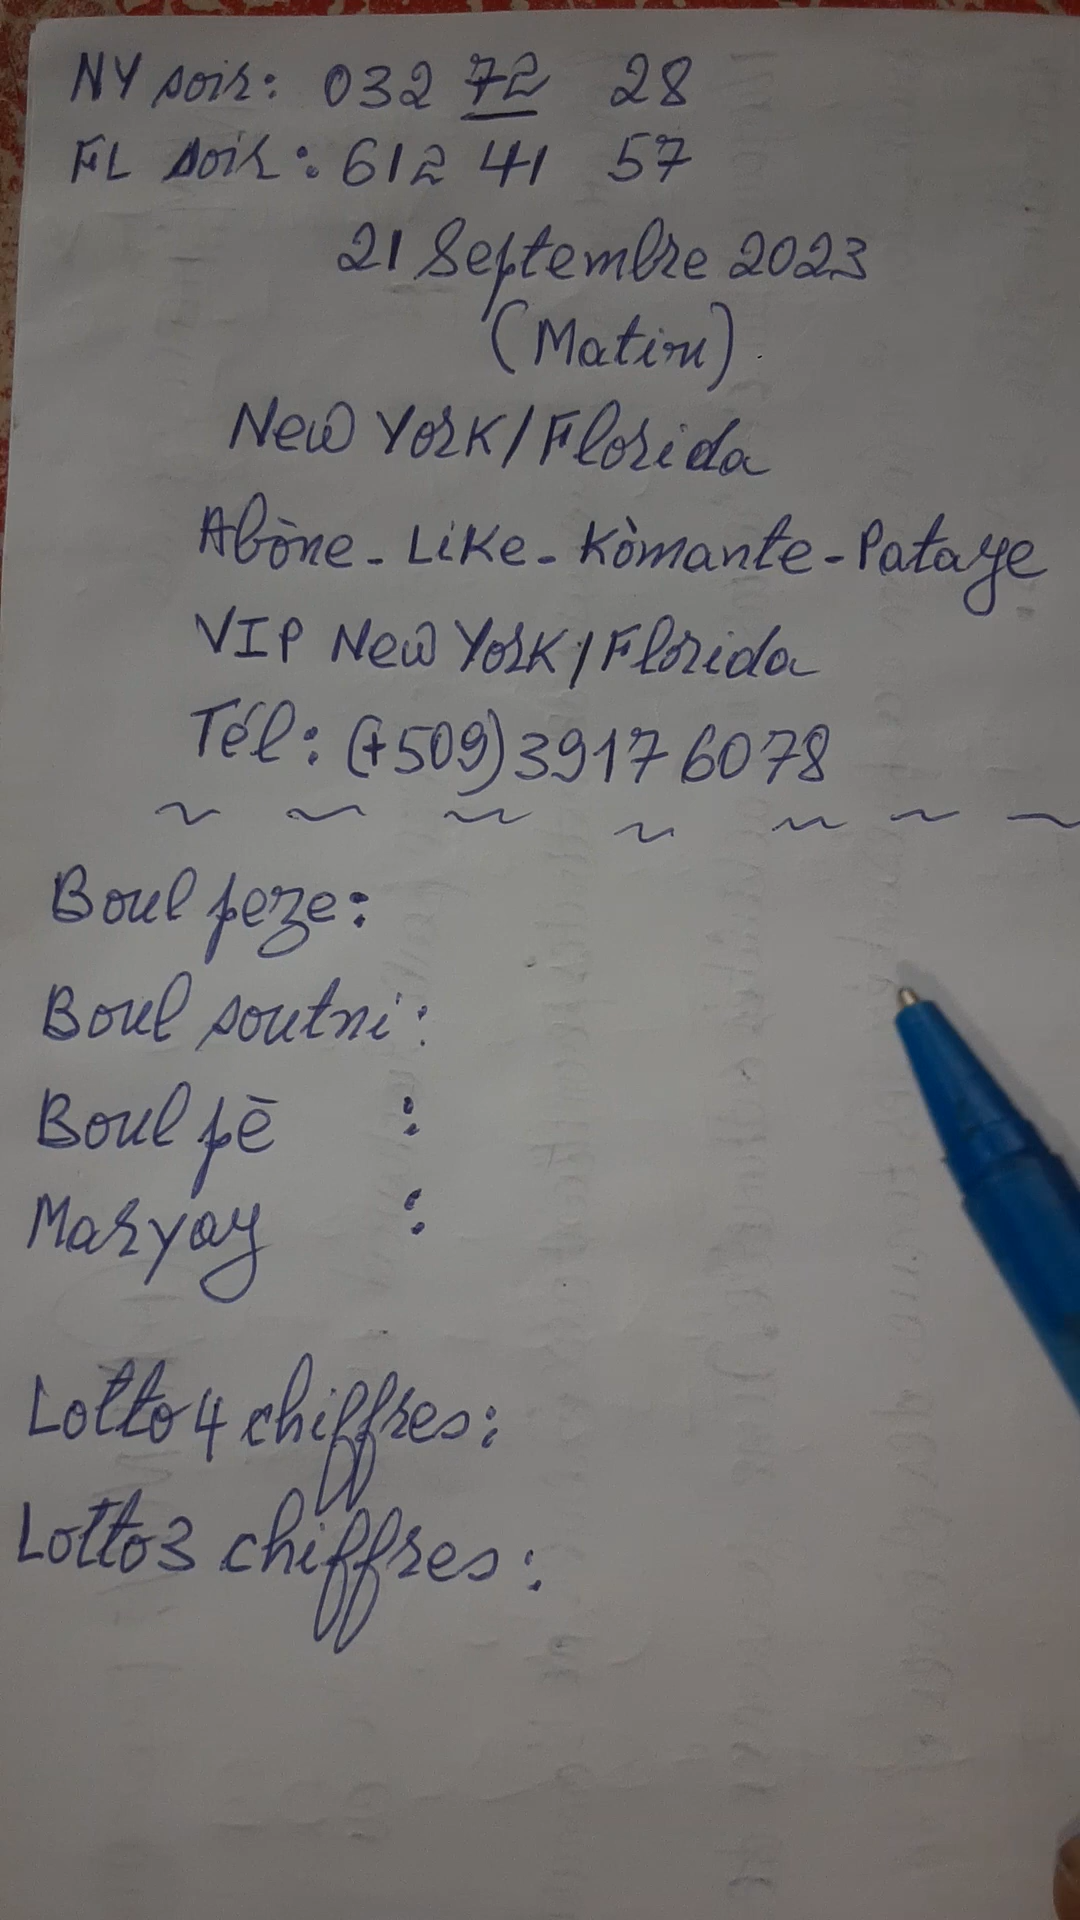 NY soir: 032 72 28
FL soir: 612 41 57
21 Septembre 2023
(Matin)
New York/Florida
Abòne - Like - Kòmante - Pataje
VIP New York/Florida
Tél: (+509) 3917 6078
~ ~ ~ ~ ~ ~ ~
Boul peze:
Boul soutni:
Boul pè :
Maryay :
Lotto 4 chiffres:
Lotto 3 chiffres: